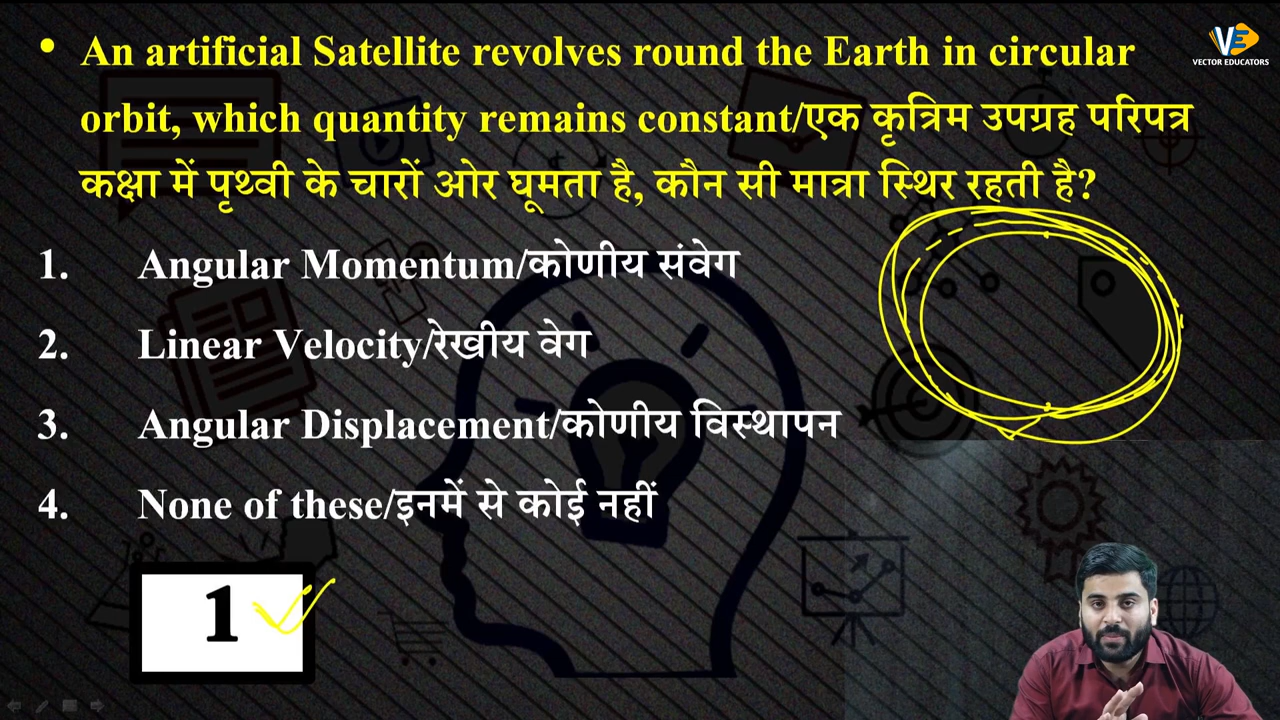 • An artificial Satellite revolves round the Earth in circular
orbit, which quantity remains constant/एक कृत्रिम उपग्रह परिपत्र
कक्षा में पृथ्वी के चारों ओर घूमता है, कौन सी मात्रा स्थिर रहती है?
1. Angular Momentum/कोणीय संवेग
2. Linear Velocity/रेखीय वेग
3. Angular Displacement/कोणीय विस्थापन
4. None of these/इनमें से कोई नहीं
1
VE
VECTOR EDUCATORS